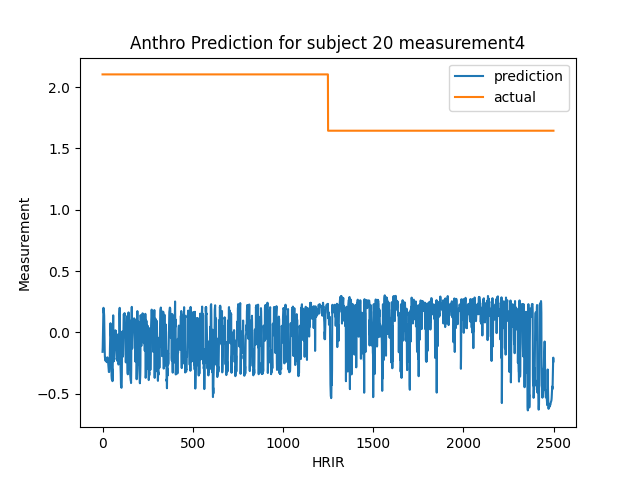 Anthro Prediction for subject 20 measurement4
prediction
actual
Measurement
2.0
1.5
1.0
0.5
0.0
−0.5
0
500
1000
1500
2000
2500
HRIR